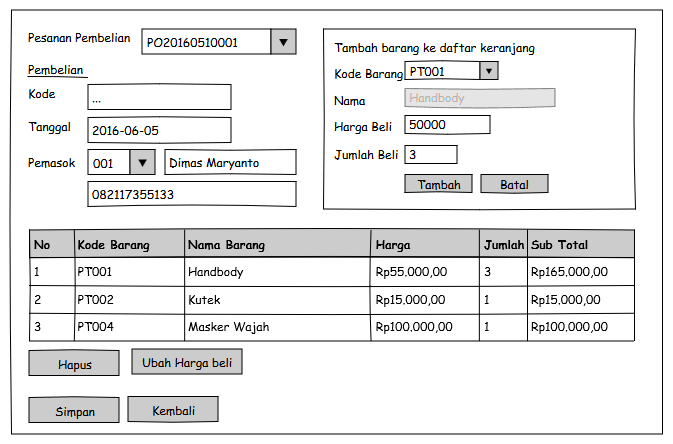 Pesanan Pembelian PO20160510001
Pembelian
Kode ...
Tanggal 2016-06-05
Pemasok 001 Dimas Maryanto
082117355133
Tambah barang ke daftar keranjang
Kode Barang PT001
Nama Handbody
Harga Beli 50000
Jumlah Beli 3
Tambah Batal
No Kode Barang Nama Barang Harga Jumlah Sub Total
1 PT001 Handbody Rp55.000,00 3 Rp165.000,00
2 PT002 Kutek Rp15.000,00 1 Rp15.000,00
3 PT004 Masker Wajah Rp100.000,00 1 Rp100.000,00
Hapus Ubah Harga beli
Simpan Kembali